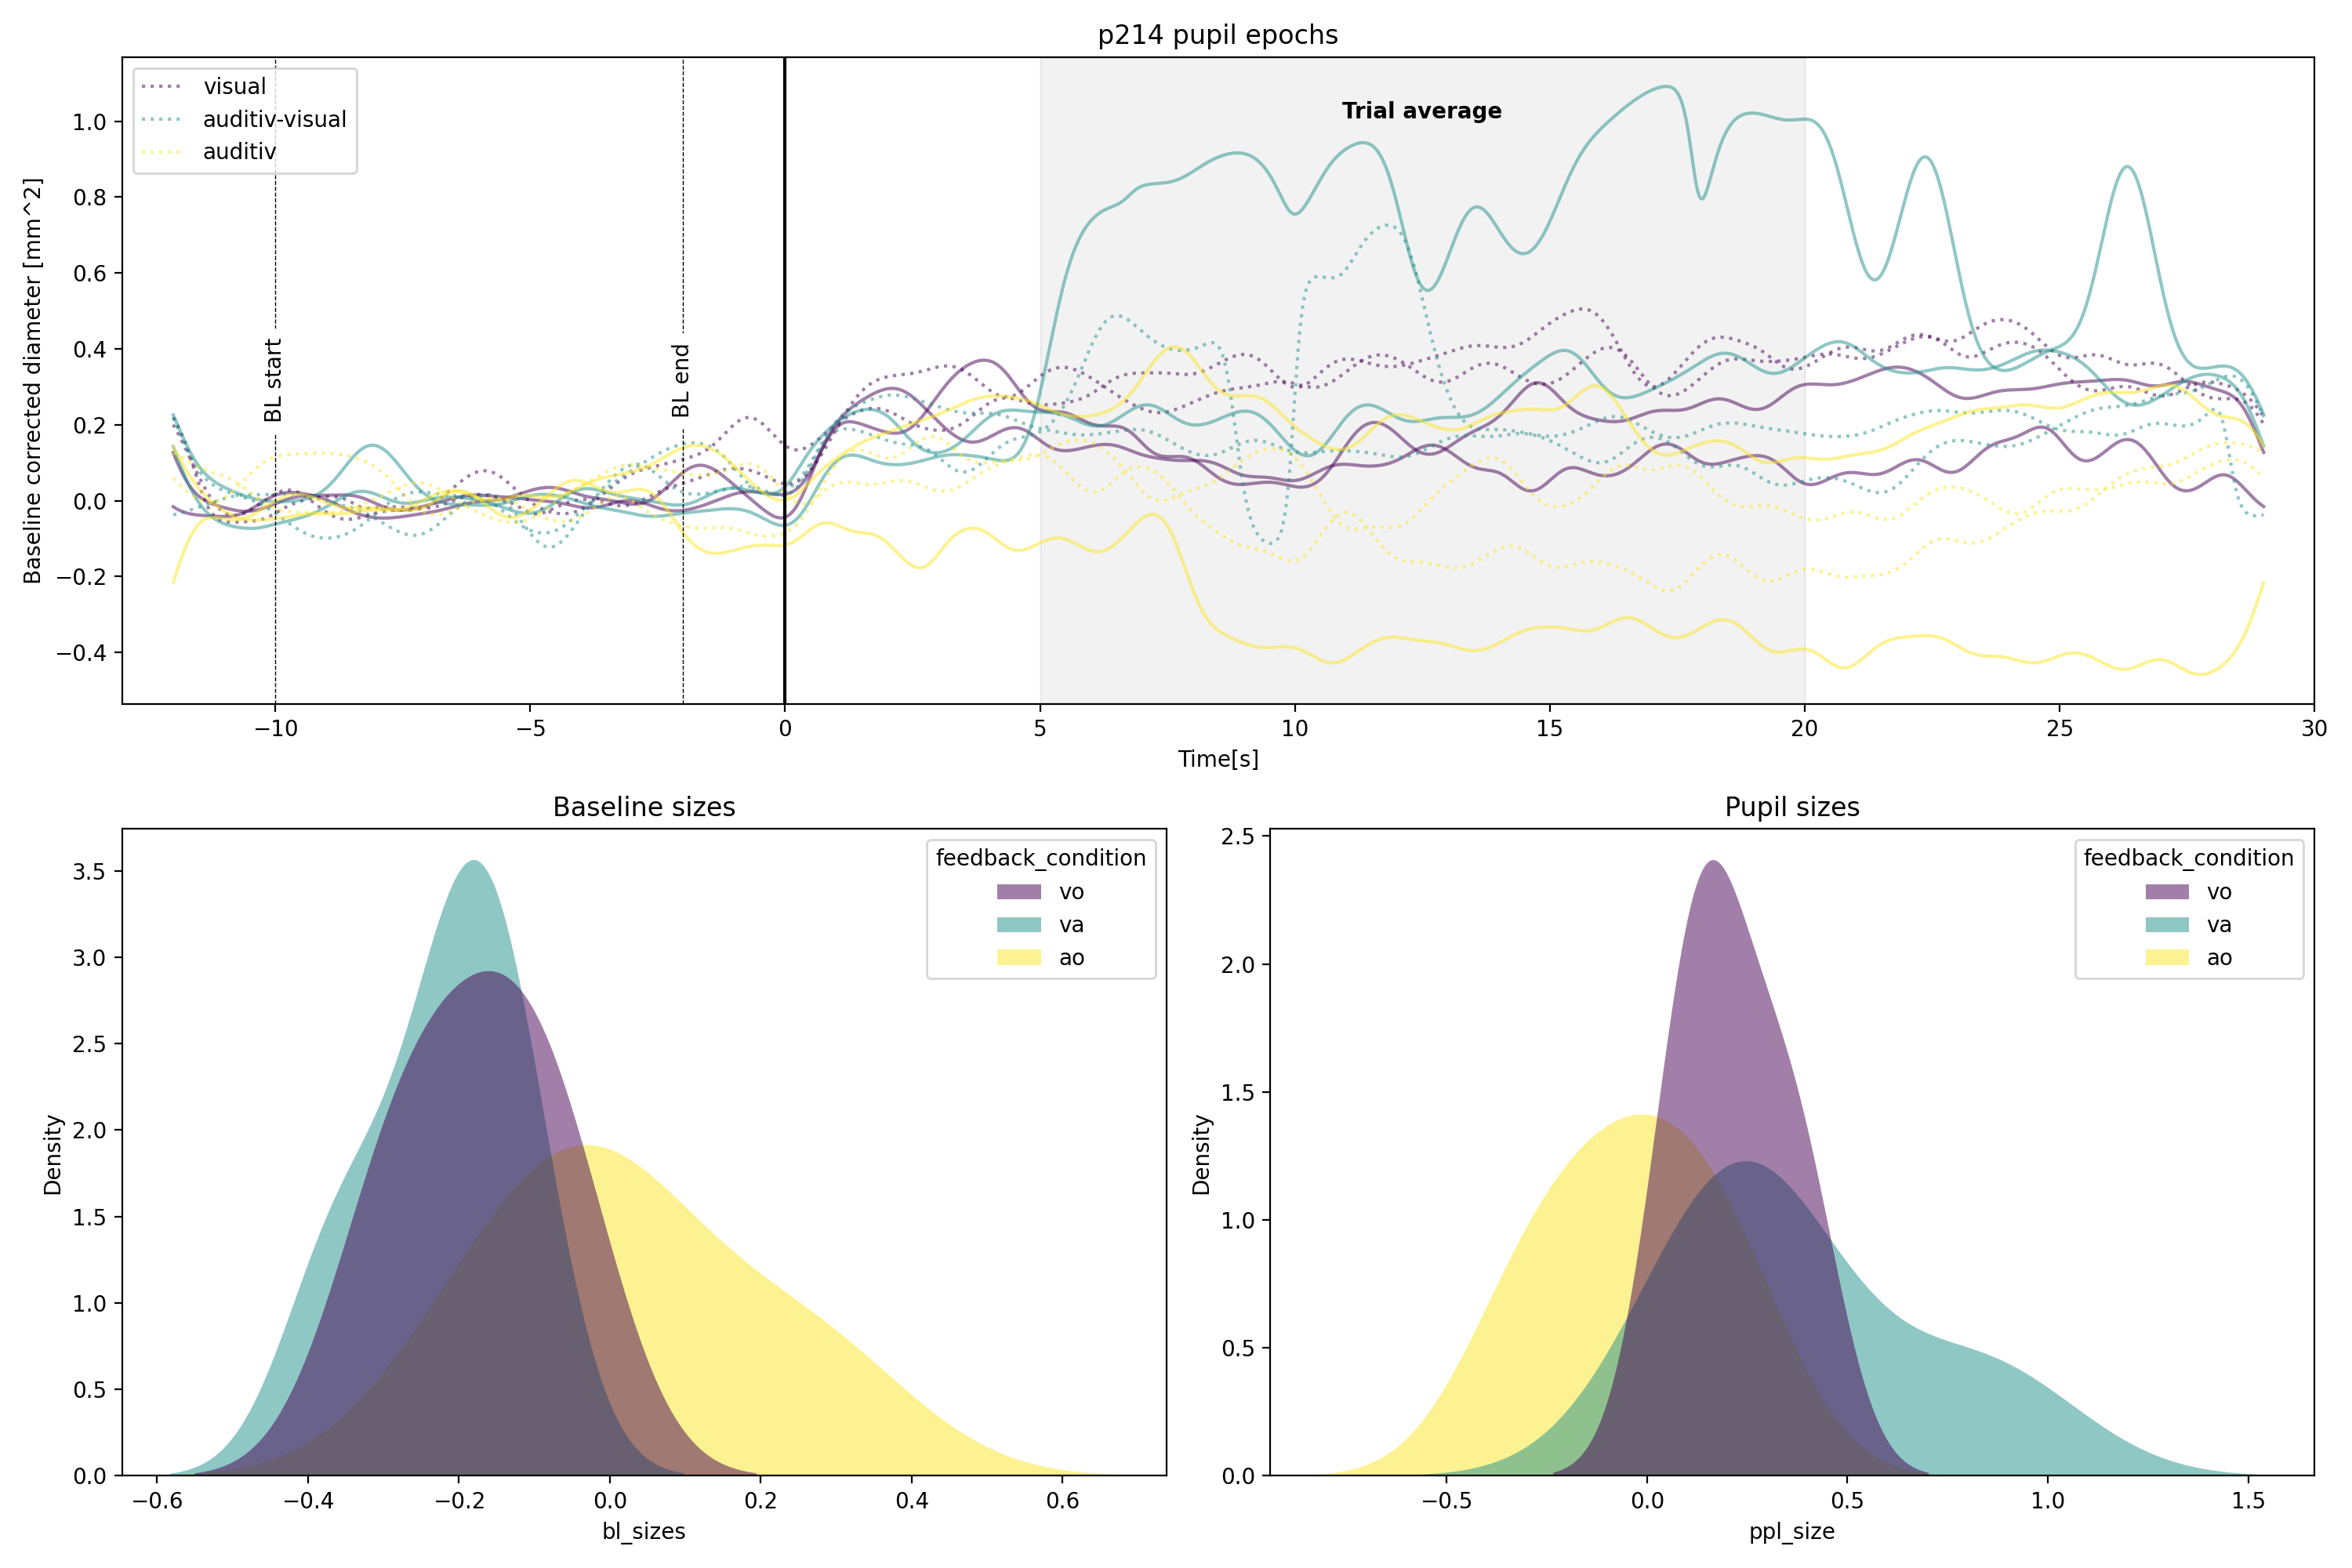 p214 pupil epochs
visual
auditiv-visual
auditiv
Trial average
BL start
BL end
Baseline corrected diameter [mm^2]
1.0
0.8
0.6
0.4
0.2
0.0
−0.2
−0.4
−10
−5
0
5
10
15
20
25
30
Time[s]
Baseline sizes
feedback_condition
vo
va
ao
Density
3.5
3.0
2.5
2.0
1.5
1.0
0.5
0.0
−0.6
−0.4
−0.2
0.0
0.2
0.4
0.6
bl_sizes
Pupil sizes
feedback_condition
vo
va
ao
Density
2.5
2.0
1.5
1.0
0.5
0.0
−0.5
0.0
0.5
1.0
1.5
ppl_size